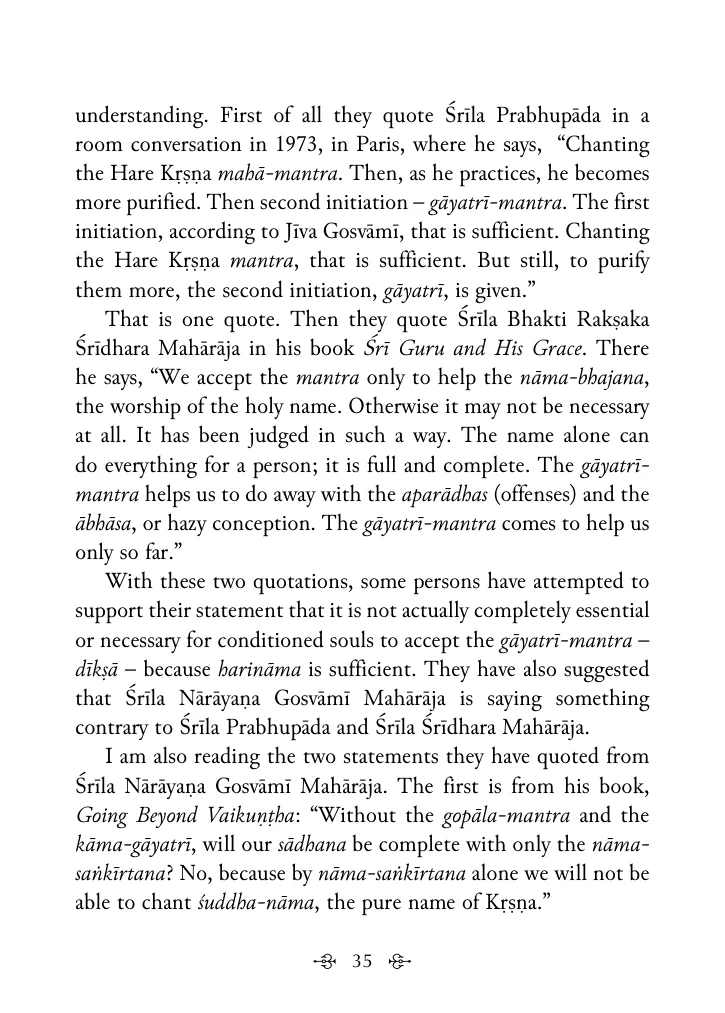 understanding. First of all they quote Śrīla Prabhupāda in a
room conversation in 1973, in Paris, where he says,  “Chanting
the Hare Kṛṣṇa mahā-mantra. Then, as he practices, he becomes
more purified. Then second initiation – gāyatrī-mantra. The first
initiation, according to Jīva Gosvāmī, that is sufficient. Chanting
the Hare Kṛṣṇa mantra, that is sufficient. But still, to purify
them more, the second initiation, gāyatrī, is given.”
That is one quote. Then they quote Śrīla Bhakti Rakṣaka
Śrīdhara Mahārāja in his book Śrī Guru and His Grace. There
he says, “We accept the mantra only to help the nāma-bhajana,
the worship of the holy name. Otherwise it may not be necessary
at all. It has been judged in such a way. The name alone can
do everything for a person; it is full and complete. The gāyatrī-
mantra helps us to do away with the aparādhas (offenses) and the
ābhāsa, or hazy conception. The gāyatrī-mantra comes to help us
only so far.”
With these two quotations, some persons have attempted to
support their statement that it is not actually completely essential
or necessary for conditioned souls to accept the gāyatrī-mantra –
dīkṣā – because harināma is sufficient. They have also suggested
that Śrīla Nārāyaṇa Gosvāmī Mahārāja is saying something
contrary to Śrīla Prabhupāda and Śrīla Śrīdhara Mahārāja.
I am also reading the two statements they have quoted from
Śrīla Nārāyaṇa Gosvāmī Mahārāja. The first is from his book,
Going Beyond Vaikuṇṭha: “Without the gopāla-mantra and the
kāma-gāyatrī, will our sādhana be complete with only the nāma-
saṅkīrtana? No, because by nāma-saṅkīrtana alone we will not be
able to chant śuddha-nāma, the pure name of Kṛṣṇa.”
35